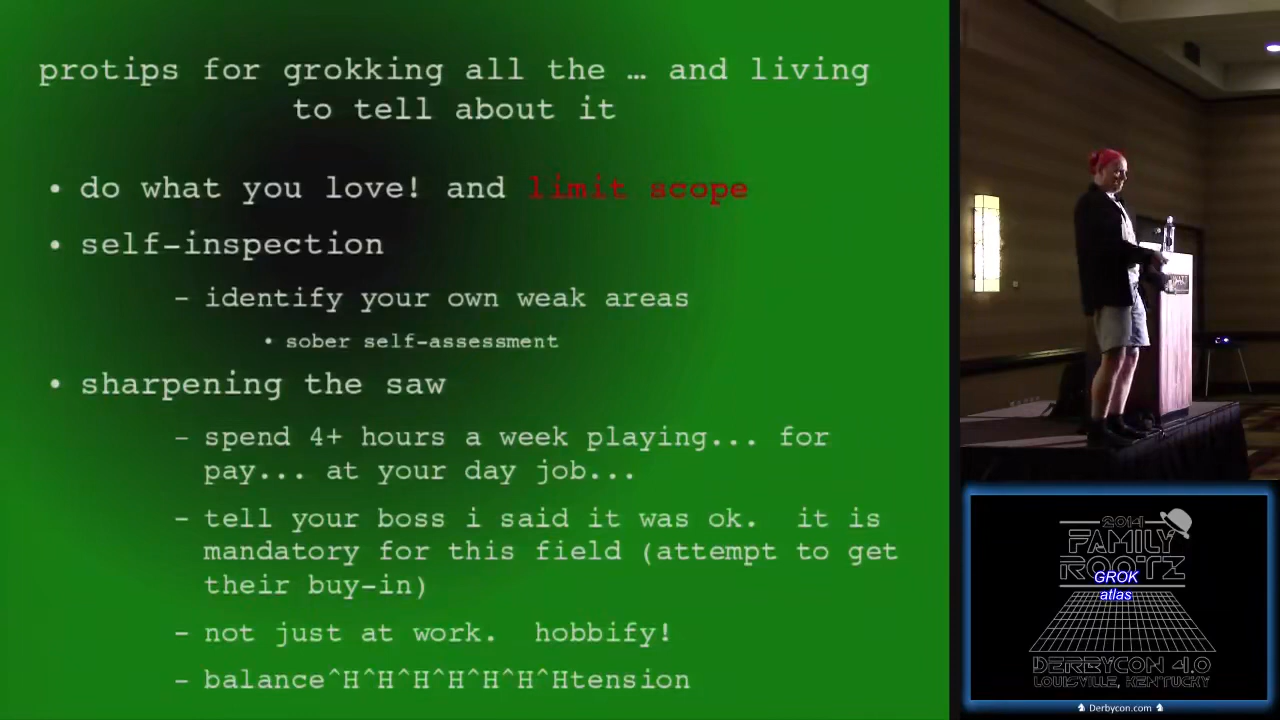 protips for grokking all the … and living
to tell about it
• do what you love! and limit scope
• self-inspection
– identify your own weak areas
• sober self-assessment
• sharpening the saw
– spend 4+ hours a week playing... for
pay... at your day job...
– tell your boss i said it was ok. it is
mandatory for this field (attempt to get
their buy-in)
– not just at work. hobbify!
– balance^H^H^H^H^H^H^Htension
2014
FAMILY
ROOTZ
GROK
atlas
DERBYCON 4.0
LOUISVILLE, KENTUCKY
Derbycon.com